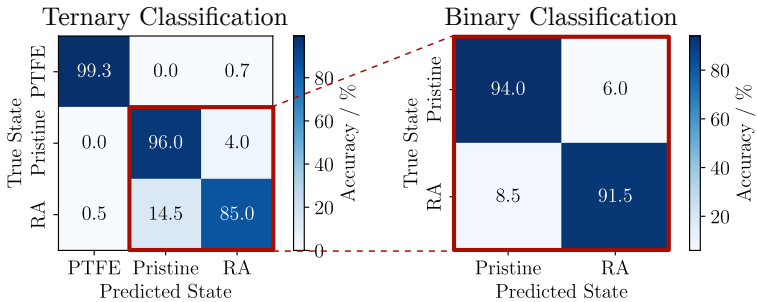 Ternary Classification
True State
PTFE
Pristine
RA
99.3 0.0 0.7
0.0 96.0 4.0
0.5 14.5 85.0
PTFE Pristine RA
Predicted State
80
60
40
20
0
Accuracy / %
Binary Classification
True State
Pristine
RA
94.0 6.0
8.5 91.5
Pristine RA
Predicted State
80
60
40
20
Accuracy / %